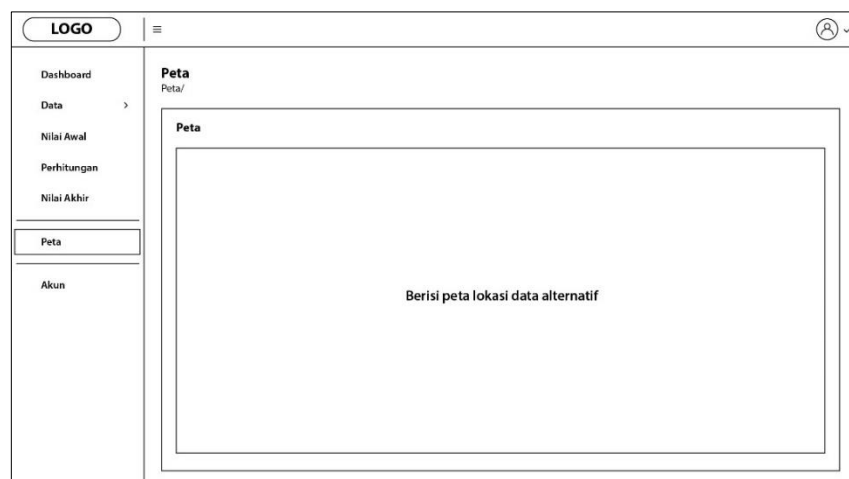 LOGO
Dashboard
Data
Nilai Awal
Perhitungan
Nilai Akhir
Peta
Akun
Peta
Peta/
Peta
Berisi peta lokasi data alternatif